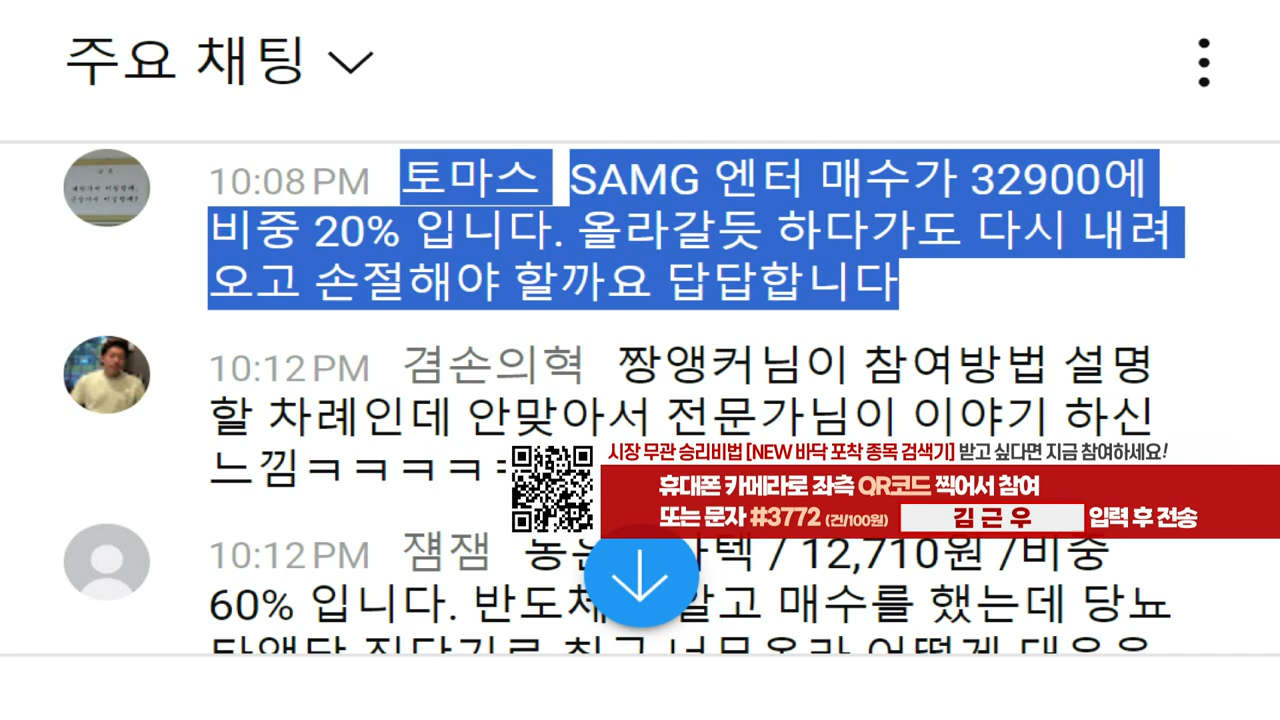 주요 채팅
10:08 PM 토마스 SAMG 엔터 매수가 32900에
비중 20% 입니다. 올라갈듯 하다가도 다시 내려
오고 손절해야 할까요 답답합니다
10:12 PM 겸손의혁 짱앵커님이 참여방법 설명
할 차례인데 안맞아서 전문가님이 이야기 하신
느낌ㅋㅋㅋㅋ
시장 무관 승리비법 [NEW 바닥 포착 종목 검색기] 받고 싶다면 지금 참여하세요!
휴대폰 카메라로 좌측 QR코드 찍어서 참여
또는 문자 #3772 (건/100원) 김근우 입력 후 전송
10:12 PM 쟴잼 / 12,710원 /비중
60% 입니다. 알고 매수를 했는데 당뇨